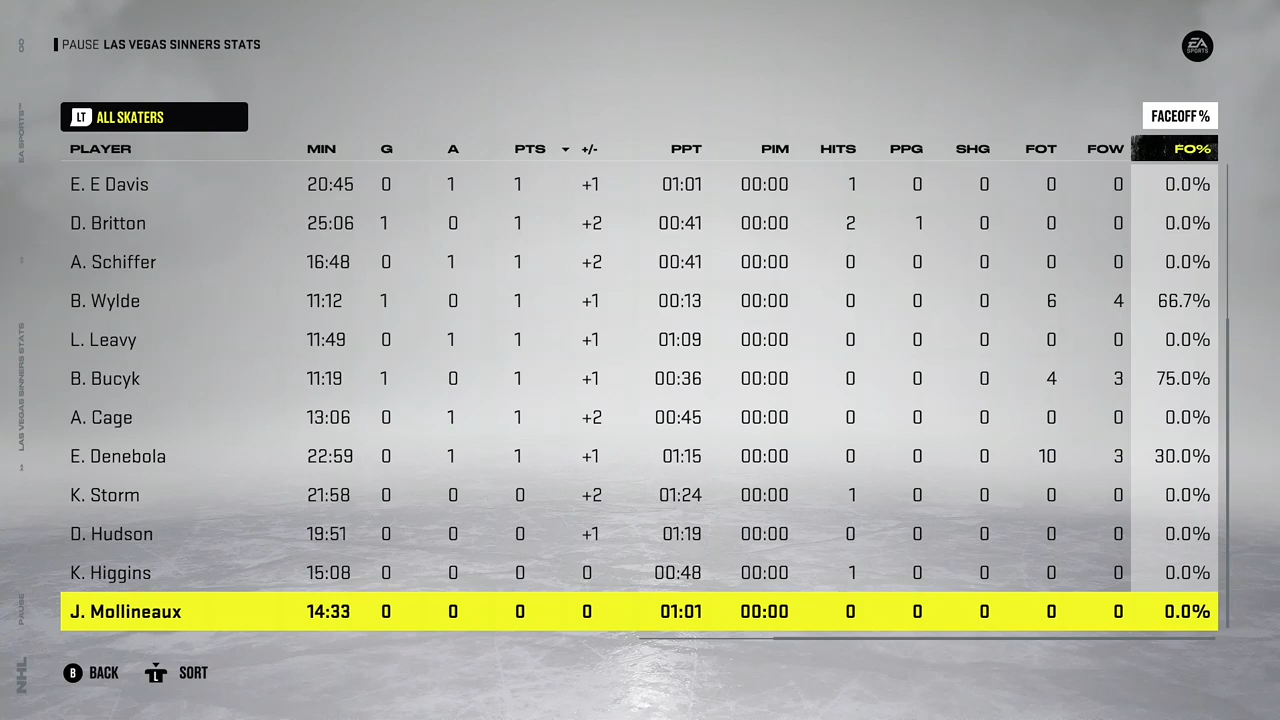 PAUSE LAS VEGAS SINNERS STATS
EA SPORTS
LT ALL SKATERS
FACEOFF %
PLAYER MIN G A PTS +/- PPT PIM HITS PPG SHG FOT FOW FO%
E. E Davis 20:45 0 1 1 +1 01:01 00:00 1 0 0 0 0 0.0%
D. Britton 25:06 1 0 1 +2 00:41 00:00 2 1 0 0 0 0.0%
A. Schiffer 16:48 0 1 1 +2 00:41 00:00 0 0 0 0 0 0.0%
B. Wylde 11:12 1 0 1 +1 00:13 00:00 0 0 0 6 4 66.7%
L. Leavy 11:49 0 1 1 +1 01:09 00:00 0 0 0 0 0 0.0%
B. Bucyk 11:19 1 0 1 +1 00:36 00:00 0 0 0 4 3 75.0%
A. Cage 13:06 0 1 1 +2 00:45 00:00 0 0 0 0 0 0.0%
E. Denebola 22:59 0 1 1 +1 01:15 00:00 0 0 0 10 3 30.0%
K. Storm 21:58 0 0 0 +2 01:24 00:00 1 0 0 0 0 0.0%
D. Hudson 19:51 0 0 0 +1 01:19 00:00 0 0 0 0 0 0.0%
K. Higgins 15:08 0 0 0 0 00:48 00:00 1 0 0 0 0 0.0%
J. Mollineaux 14:33 0 0 0 0 01:01 00:00 0 0 0 0 0 0.0%
B BACK L SORT
NHL PAUSE LAS VEGAS SINNERS STATS EA SPORTS™